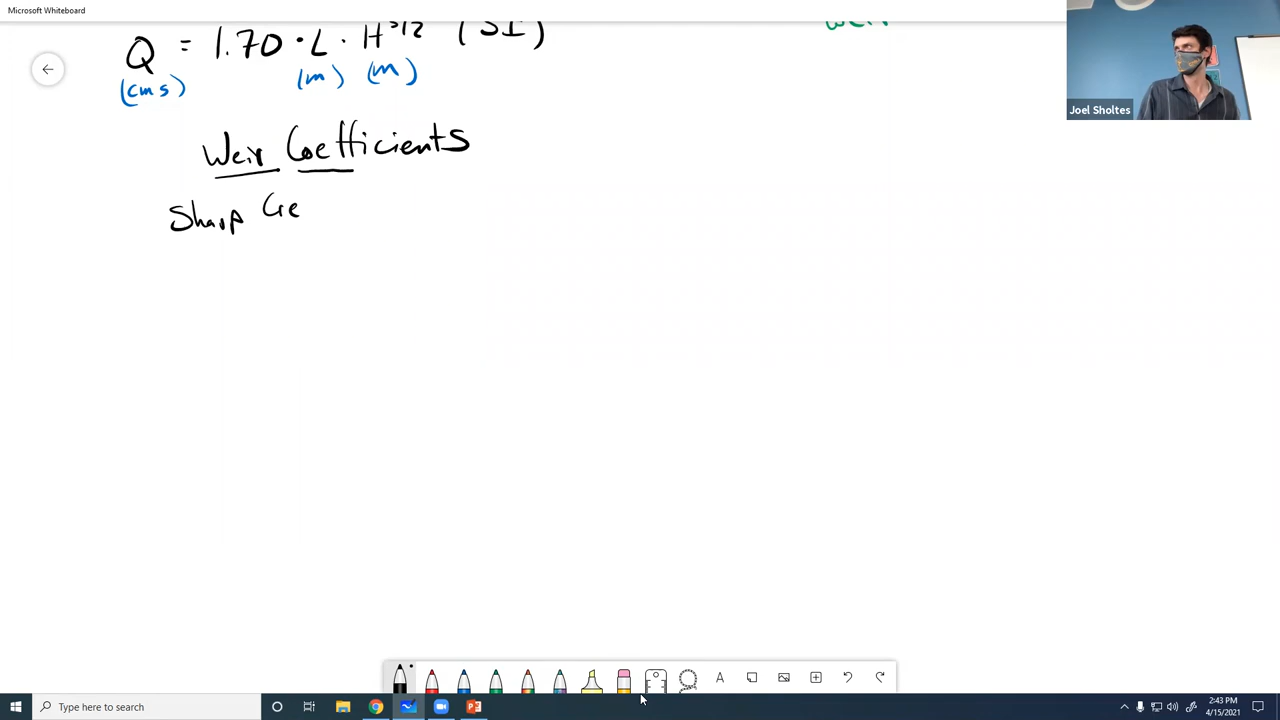 Microsoft Whiteboard
weir
Q = 1.70 · L · H^3/2 (SI)
(cms) (m) (m)
Joel Sholtes
Weir Coefficients
Sharp Cre
A
Type here to search
2:43 PM
4/15/2021